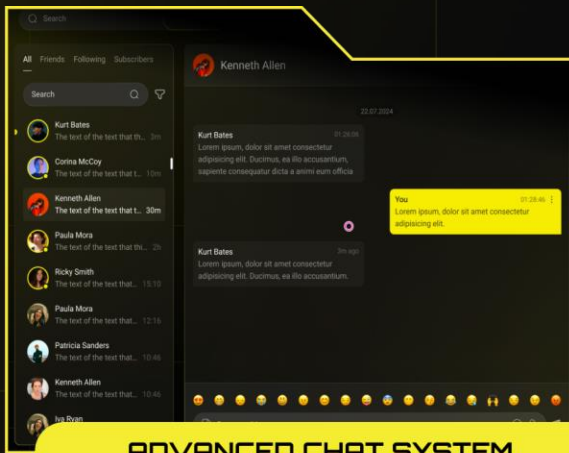 Search
All Friends Following Subscribers
Search
Kurt Bates
The text of the text that th... 3m
Corina McCoy
The text of the text that t... 10m
Kenneth Allen
The text of the text that t... 30m
Paula Mora
The text of the text that thi... 2h
Ricky Smith
The text of the text that... 15:10
Paula Mora
The text of the text that... 12:16
Patricia Sanders
The text of the text that... 10:46
Kenneth Allen
The text of the text that... 10:46
Iva Ryan
Kenneth Allen
22.07.2024
Kurt Bates 01:28:06
Lorem ipsum, dolor sit amet consectetur
adipisicing elit. Ducimus, ea illo accusantium,
sapiente consequatur dicta a animi eum officia
You 01:28:46
Lorem ipsum, dolor sit amet consectetur
adipisicing elit.
Kurt Bates 3m ago
Lorem ipsum, dolor sit amet consectetur
adipisicing elit. Ducimus, ea illo accusantium.
ADVANCED CHAT SYSTEM